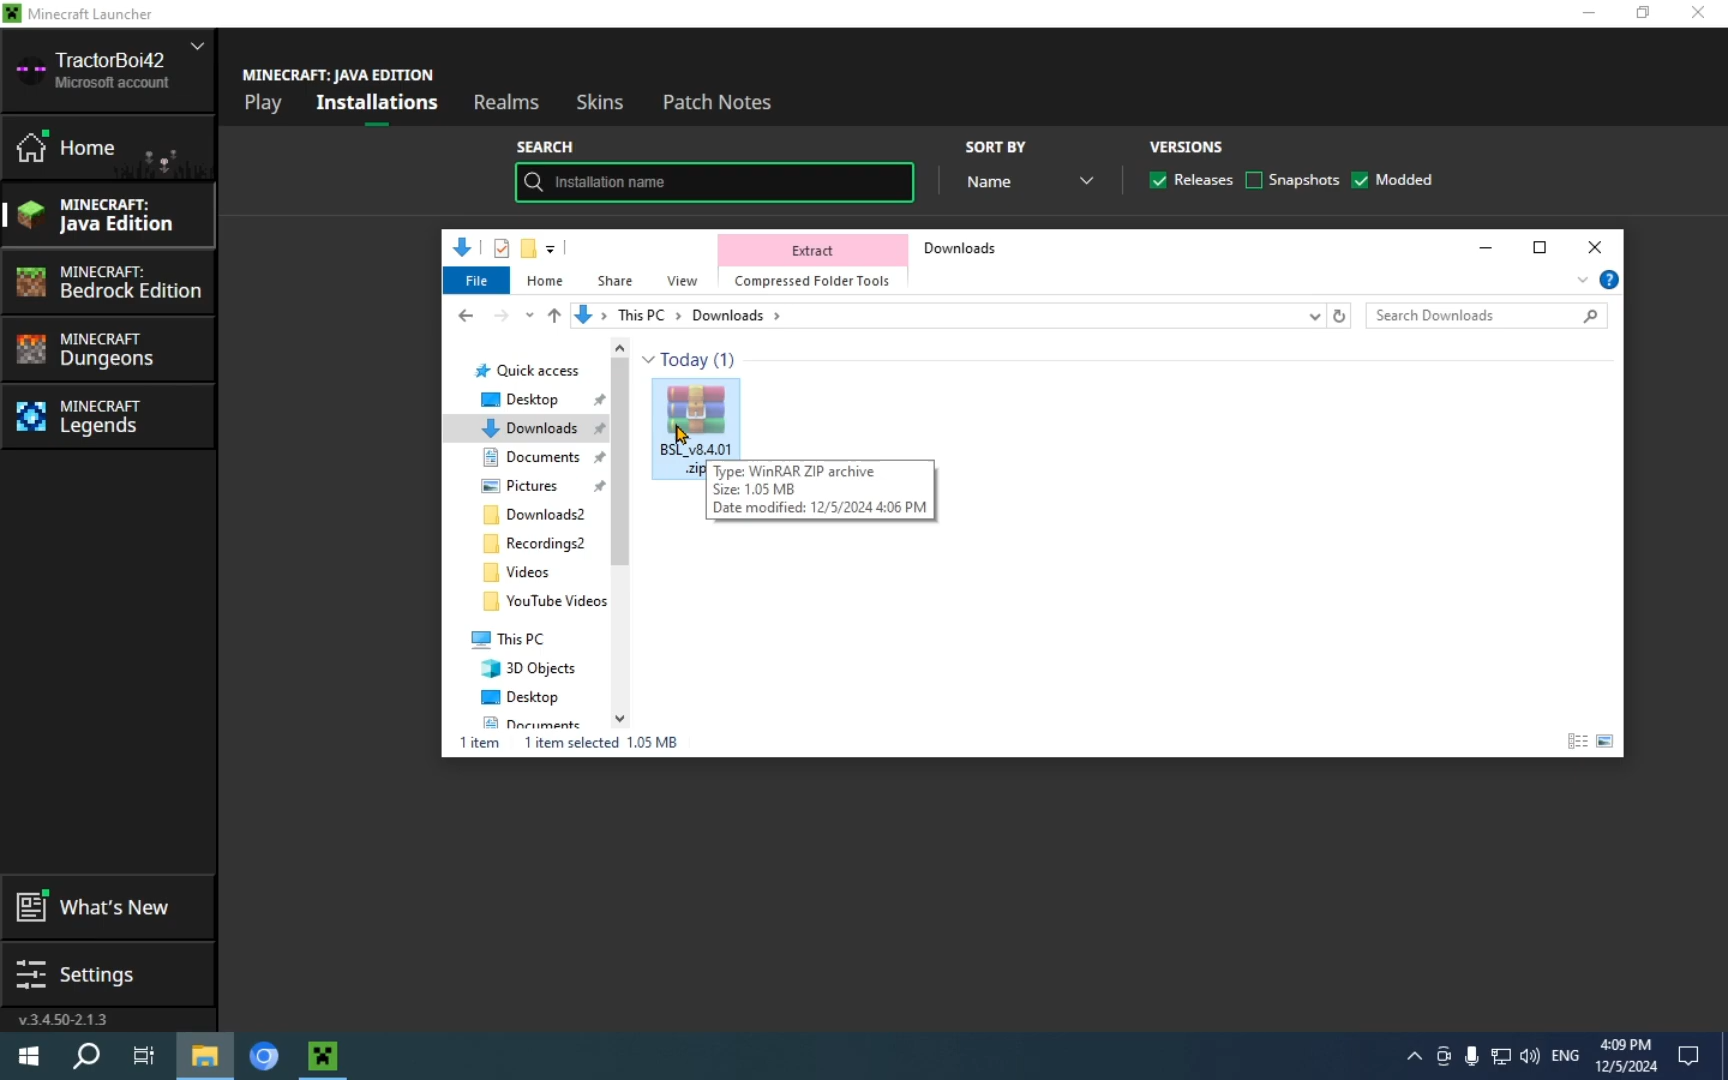 Minecraft Launcher
TractorBoi42
Microsoft account
Home
MINECRAFT:
Java Edition
MINECRAFT:
Bedrock Edition
MINECRAFT
Dungeons
MINECRAFT
Legends
What's New
Settings
v.3.4.50-2.1.3
MINECRAFT: JAVA EDITION
Play Installations Realms Skins Patch Notes
SEARCH
Installation name
SORT BY
Name
VERSIONS
Releases Snapshots Modded
Extract
Downloads
File Home Share View Compressed Folder Tools
This PC > Downloads >
Search Downloads
Quick access
Desktop
Downloads
Documents
Pictures
Downloads2
Recordings2
Videos
YouTube Videos
This PC
3D Objects
Desktop
Documents
Today (1)
BSL_v8.4.01
.zip
Type: WinRAR ZIP archive
Size: 1.05 MB
Date modified: 12/5/2024 4:06 PM
1 item 1 item selected 1.05 MB
ENG
4:09 PM
12/5/2024